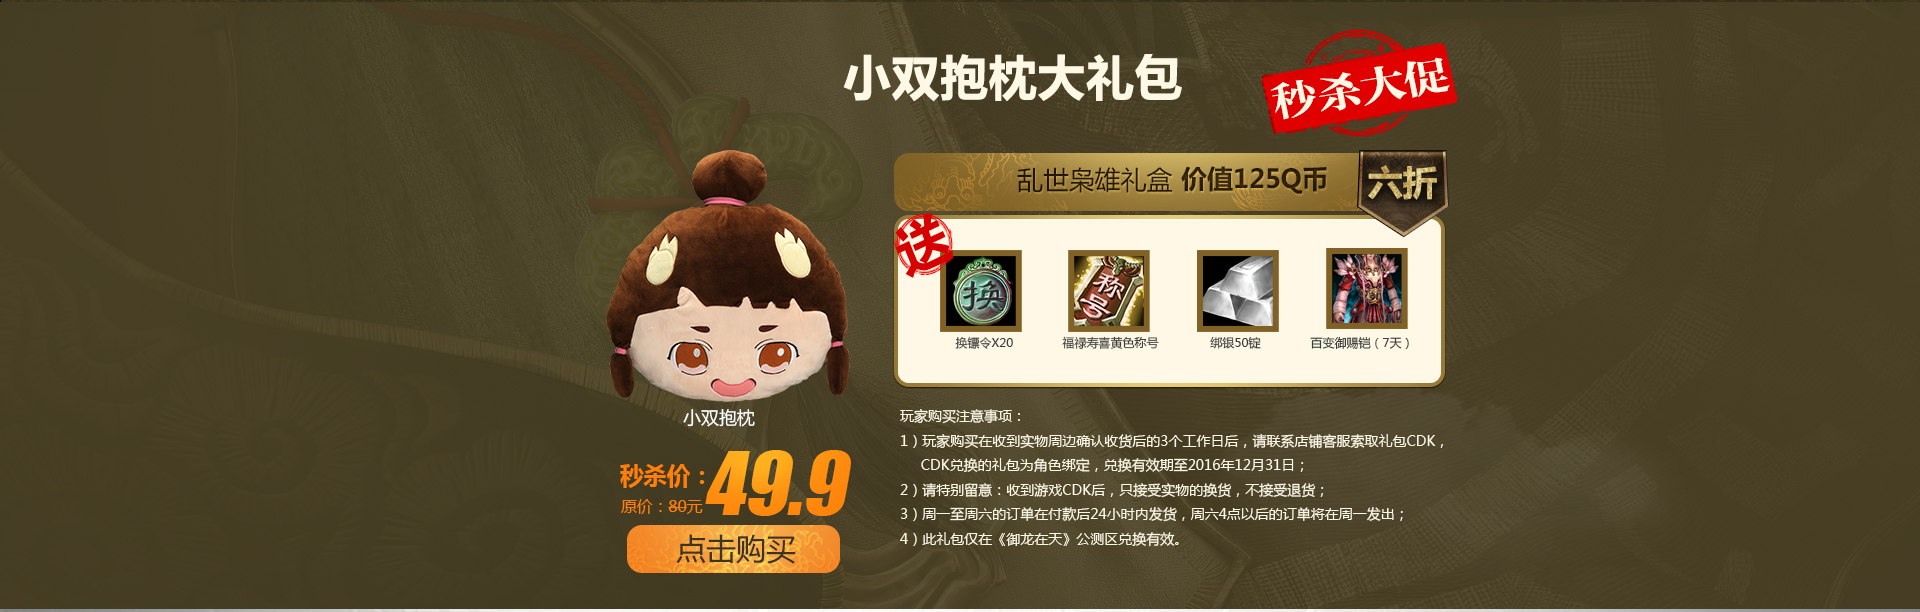 小双抱枕大礼包
秒杀大促
乱世枭雄礼盒 价值125Q币
六折
送
换
称号
换镖令X20
福禄寿喜黄色称号
绑银50锭
百变御赐铠（7天）
小双抱枕
秒杀价：49.9
原价：80元
点击购买
玩家购买注意事项：
1）玩家购买在收到实物周边确认收货后的3个工作日后，请联系店铺客服索取礼包CDK，
CDK兑换的礼包为角色绑定，兑换有效期至2016年12月31日；
2）请特别留意：收到游戏CDK后，只接受实物的换货，不接受退货；
3）周一至周六的订单在付款后24小时内发货，周六4点以后的订单将在周一发出；
4）此礼包仅在《御龙在天》公测区兑换有效。